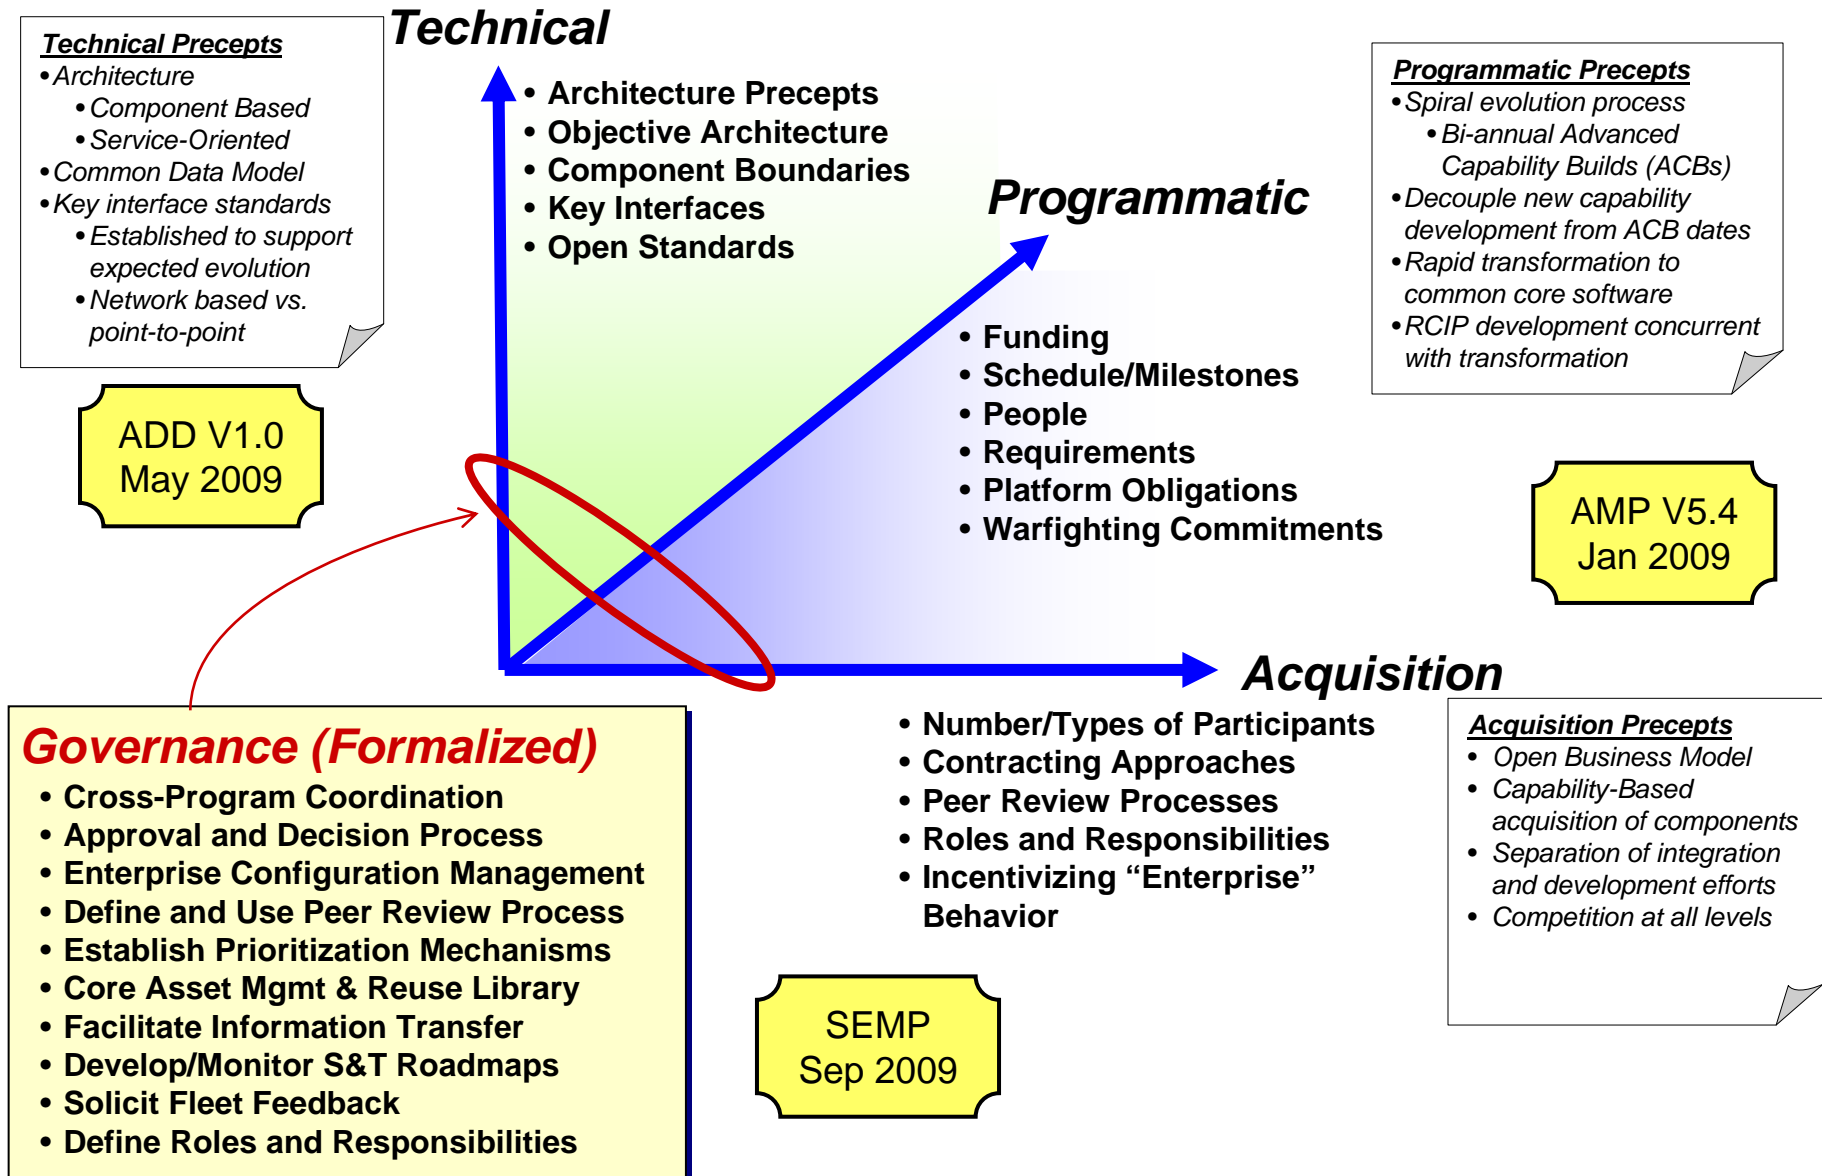 Technical
Technical Precepts
•Architecture
•Component Based
•Service-Oriented
•Common Data Model
•Key interface standards
•Established to support
expected evolution
•Network based vs.
point-to-point
• Architecture Precepts
• Objective Architecture
• Component Boundaries
• Key Interfaces
• Open Standards
Programmatic
Programmatic Precepts
•Spiral evolution process
•Bi-annual Advanced
Capability Builds (ACBs)
•Decouple new capability
development from ACB dates
•Rapid transformation to
common core software
•RCIP development concurrent
with transformation
• Funding
• Schedule/Milestones
• People
• Requirements
• Platform Obligations
• Warfighting Commitments
ADD V1.0
May 2009
AMP V5.4
Jan 2009
Acquisition
• Number/Types of Participants
• Contracting Approaches
• Peer Review Processes
• Roles and Responsibilities
• Incentivizing “Enterprise”
Behavior
Acquisition Precepts
• Open Business Model
• Capability-Based
acquisition of components
• Separation of integration
and development efforts
• Competition at all levels
Governance (Formalized)
• Cross-Program Coordination
• Approval and Decision Process
• Enterprise Configuration Management
• Define and Use Peer Review Process
• Establish Prioritization Mechanisms
• Core Asset Mgmt & Reuse Library
• Facilitate Information Transfer
• Develop/Monitor S&T Roadmaps
• Solicit Fleet Feedback
• Define Roles and Responsibilities
SEMP
Sep 2009